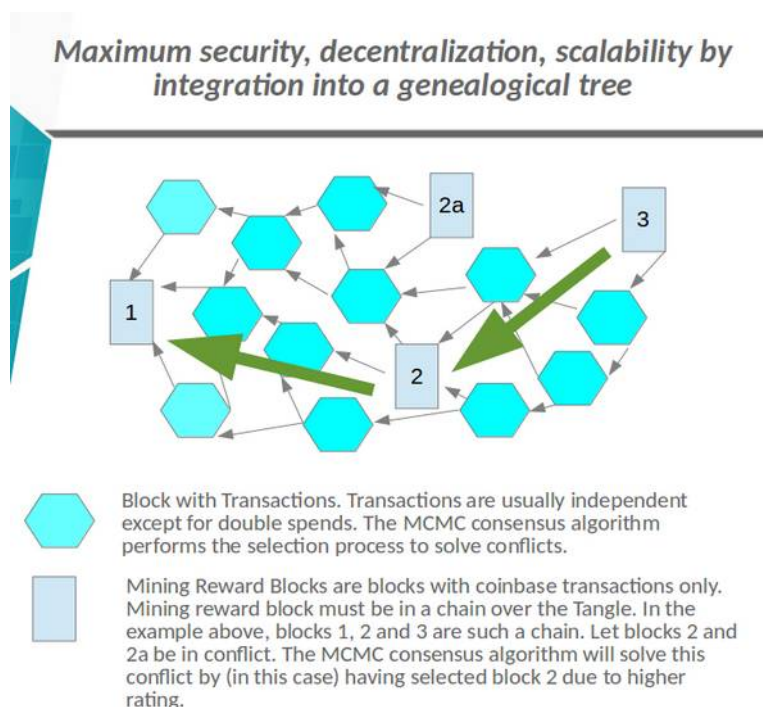 Maximum security, decentralization, scalability by
integration into a genealogical tree
2a
3
1
2
Block with Transactions. Transactions are usually independent
except for double spends. The MCMC consensus algorithm
performs the selection process to solve conflicts.
Mining Reward Blocks are blocks with coinbase transactions only.
Mining reward block must be in a chain over the Tangle. In the
example above, blocks 1, 2 and 3 are such a chain. Let blocks 2 and
2a be in conflict. The MCMC consensus algorithm will solve this
conflict by (in this case) having selected block 2 due to higher
rating.